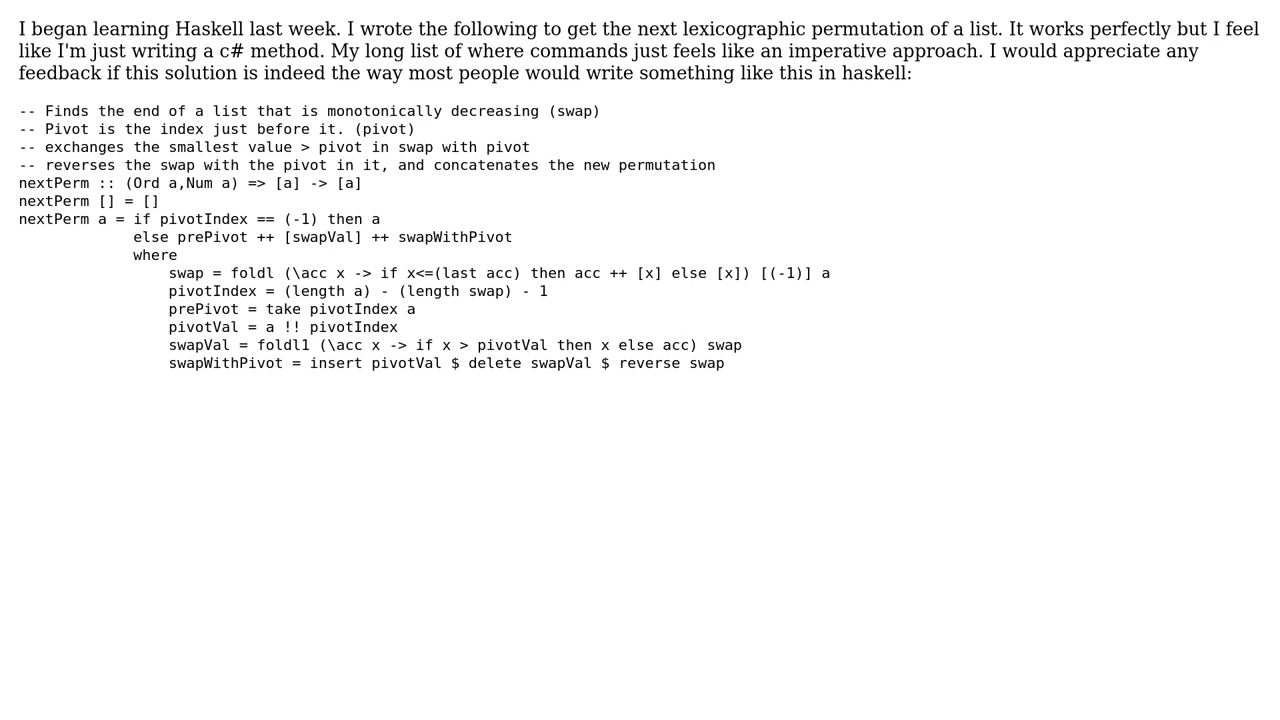 I began learning Haskell last week. I wrote the following to get the next lexicographic permutation of a list. It works perfectly but I feel
like I'm just writing a c# method. My long list of where commands just feels like an imperative approach. I would appreciate any
feedback if this solution is indeed the way most people would write something like this in haskell:
-- Finds the end of a list that is monotonically decreasing (swap)
-- Pivot is the index just before it. (pivot)
-- exchanges the smallest value > pivot in swap with pivot
-- reverses the swap with the pivot in it, and concatenates the new permutation
nextPerm :: (Ord a,Num a) => [a] -> [a]
nextPerm [] = []
nextPerm a = if pivotIndex == (-1) then a
             else prePivot ++ [swapVal] ++ swapWithPivot
             where
                 swap = foldl (\acc x -> if x<=(last acc) then acc ++ [x] else [x]) [(-1)] a
                 pivotIndex = (length a) - (length swap) - 1
                 prePivot = take pivotIndex a
                 pivotVal = a !! pivotIndex
                 swapVal = foldl1 (\acc x -> if x > pivotVal then x else acc) swap
                 swapWithPivot = insert pivotVal $ delete swapVal $ reverse swap